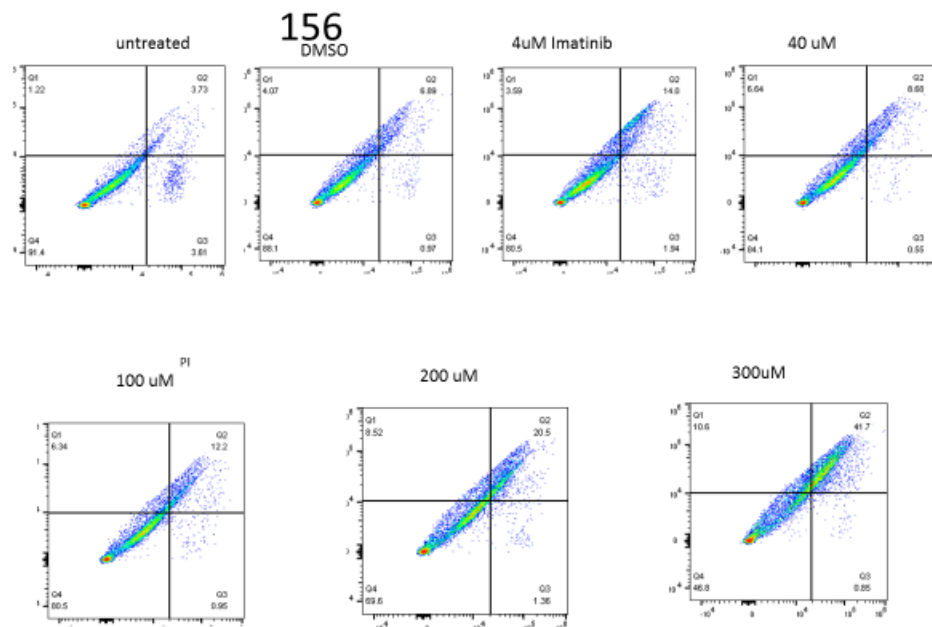 156
untreated
DMSO
4uM Imatinib
40 uM
Q1
1.22
Q2
3.73
Q4
91.4
Q3
3.61
Q1
4.07
Q2
6.89
Q4
88.1
Q3
0.97
Q1
3.59
Q2
14.0
Q4
80.5
Q3
1.94
Q1
6.64
Q2
8.68
Q4
84.1
Q3
0.55
PI
100 uM
200 uM
300uM
Q1
6.34
Q2
12.2
Q4
80.5
Q3
0.95
Q1
8.52
Q2
20.5
Q4
69.6
Q3
1.36
Q1
10.6
Q2
41.7
Q4
46.8
Q3
0.85